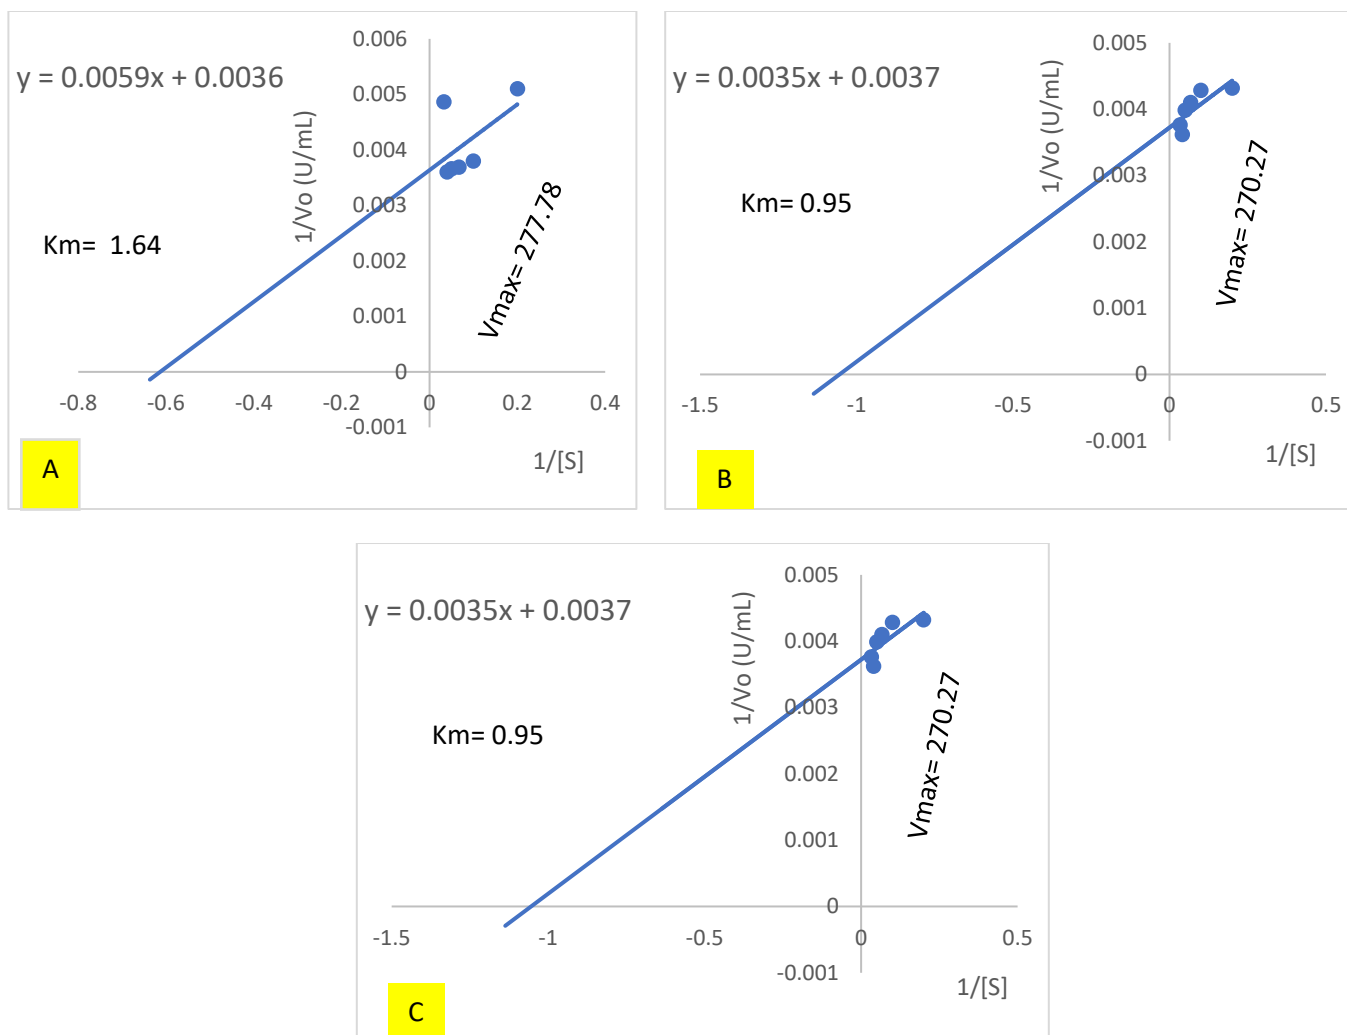 y = 0.0059x + 0.0036
Km= 1.64
Vmax= 277.78
1/Vo (U/mL)
0.006
0.005
0.004
0.003
0.002
0.001
0
-0.001
-0.8
-0.6
-0.4
-0.2
0
0.2
0.4
1/[S]
A
y = 0.0035x + 0.0037
Km= 0.95
Vmax= 270.27
1/Vo (U/mL)
0.005
0.004
0.003
0.002
0.001
0
-0.001
-1.5
-1
-0.5
0
0.5
1/[S]
B
y = 0.0035x + 0.0037
Km= 0.95
Vmax= 270.27
1/Vo (U/mL)
0.005
0.004
0.003
0.002
0.001
0
-0.001
-1.5
-1
-0.5
0
0.5
1/[S]
C